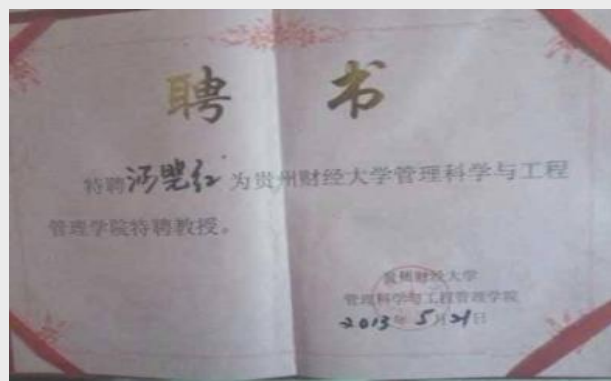 聘 书
特聘 为贵州财经大学管理科学与工程
管理学院特聘教授。
贵州财经大学
管理科学与工程管理学院
2013年5月21日